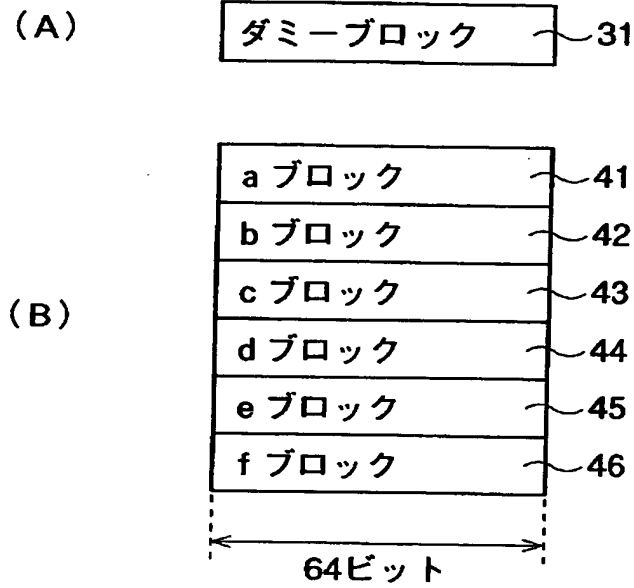 (A)
ダミーブロック 31
a ブロック 41
b ブロック 42
c ブロック 43
(B)
d ブロック 44
e ブロック 45
f ブロック 46
64ビット